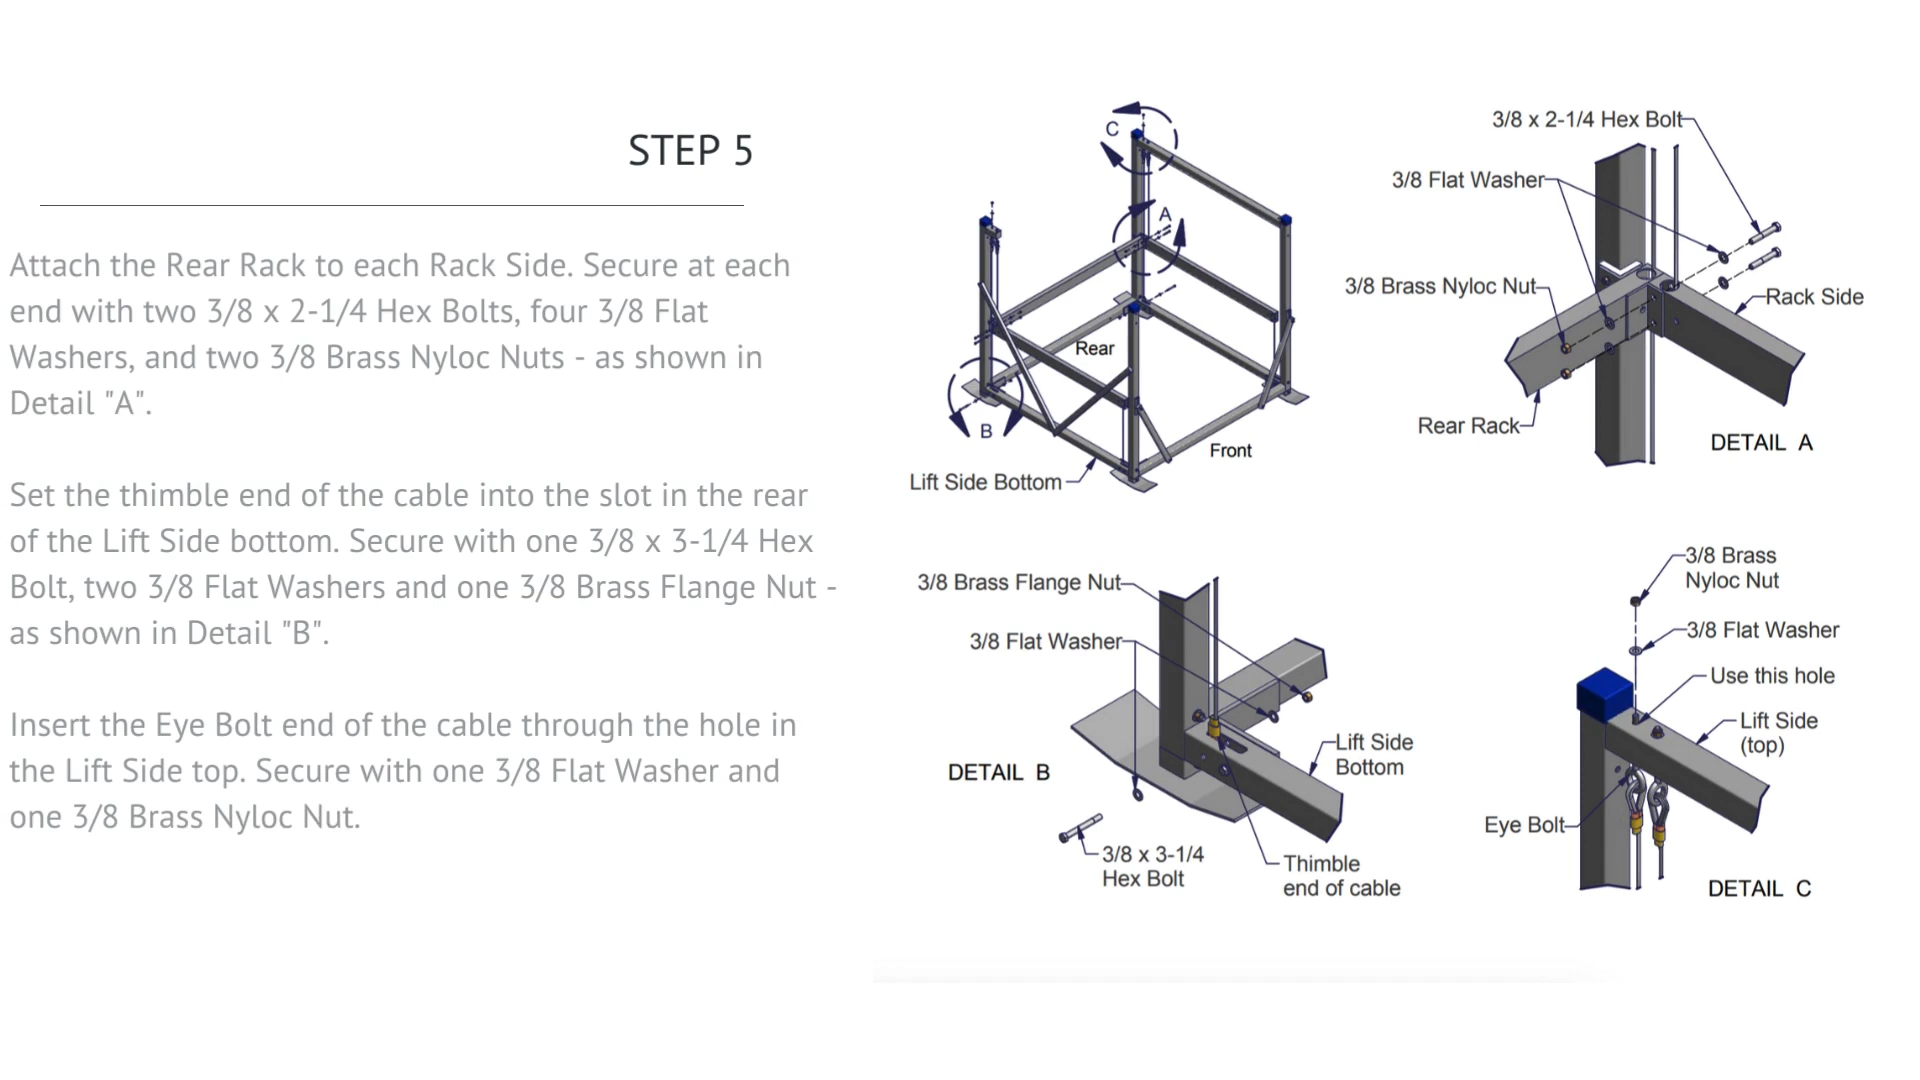 STEP 5
Attach the Rear Rack to each Rack Side. Secure at each
end with two 3/8 x 2-1/4 Hex Bolts, four 3/8 Flat
Washers, and two 3/8 Brass Nyloc Nuts - as shown in
Detail "A".
Set the thimble end of the cable into the slot in the rear
of the Lift Side bottom. Secure with one 3/8 x 3-1/4 Hex
Bolt, two 3/8 Flat Washers and one 3/8 Brass Flange Nut -
as shown in Detail "B".
Insert the Eye Bolt end of the cable through the hole in
the Lift Side top. Secure with one 3/8 Flat Washer and
one 3/8 Brass Nyloc Nut.
C
A
Rear
B
Front
Lift Side Bottom
3/8 x 2-1/4 Hex Bolt
3/8 Flat Washer
3/8 Brass Nyloc Nut
Rack Side
Rear Rack
DETAIL A
3/8 Brass Flange Nut
3/8 Flat Washer
Lift Side
Bottom
DETAIL B
3/8 x 3-1/4
Hex Bolt
Thimble
end of cable
3/8 Brass
Nyloc Nut
3/8 Flat Washer
Use this hole
Lift Side
(top)
Eye Bolt
DETAIL C